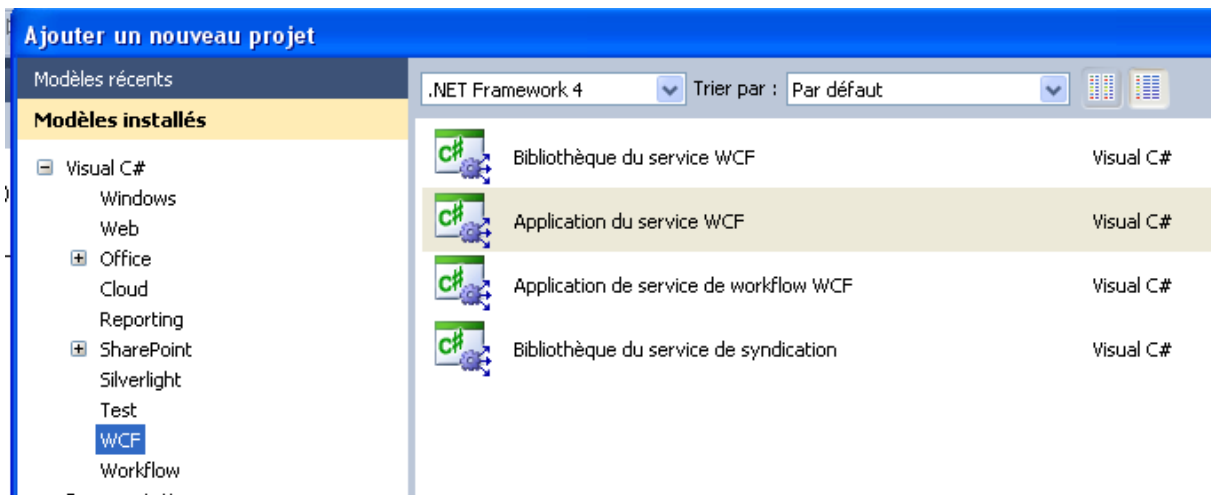 Ajouter un nouveau projet
Modèles récents
Modèles installés
Visual C#
Windows
Web
Office
Cloud
Reporting
SharePoint
Silverlight
Test
WCF
Workflow
.NET Framework 4 Trier par : Par défaut
Bibliothèque du service WCF Visual C#
Application du service WCF Visual C#
Application de service de workflow WCF Visual C#
Bibliothèque du service de syndication Visual C#